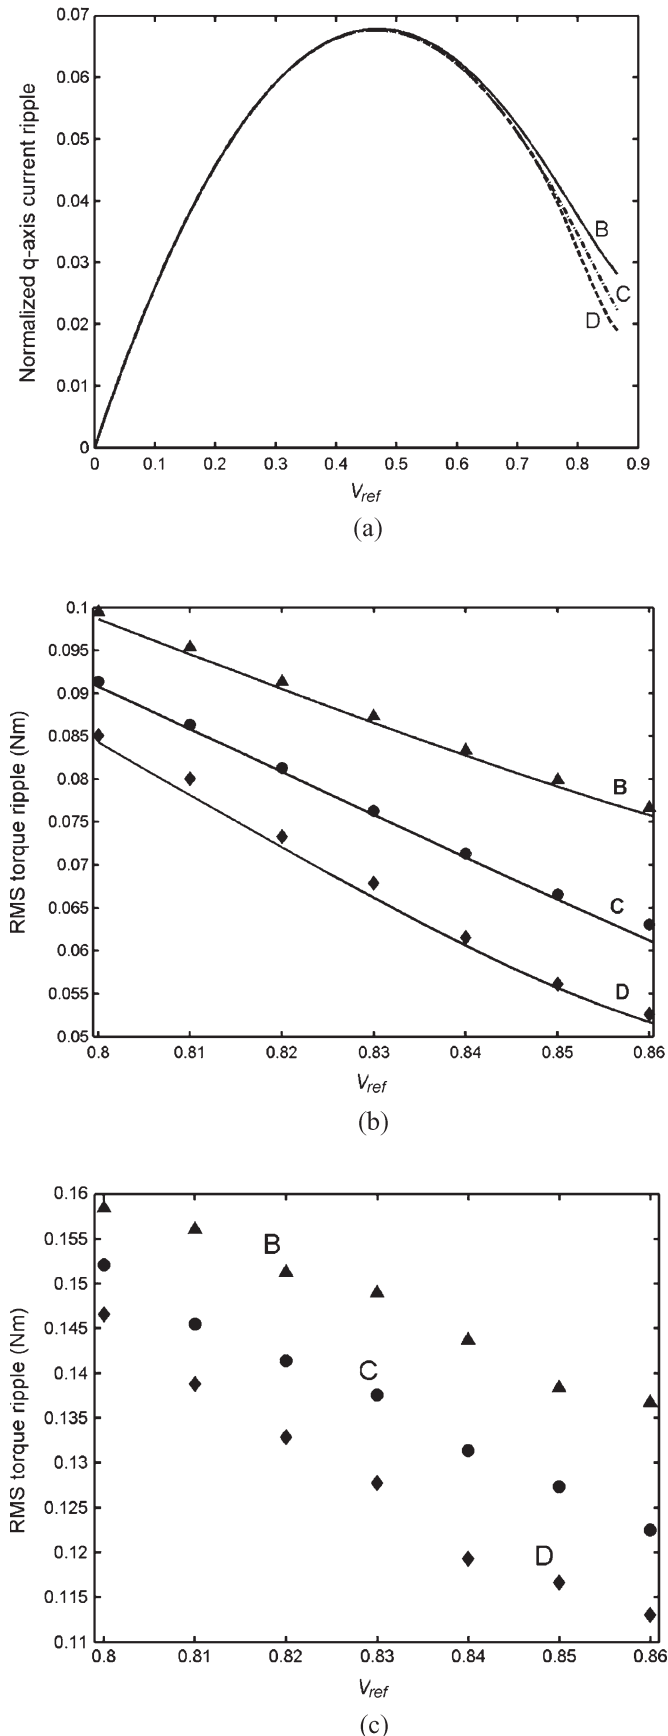 0.07
0.06
0.05
0.04
0.03
0.02
0.01
0
Normalized q-axis current ripple
B
C
D
0 0.1 0.2 0.3 0.4 0.5 0.6 0.7 0.8 0.9
Vref
(a)
0.1
0.095
0.09
0.085
0.08
0.075
0.07
0.065
0.06
0.055
0.05
RMS torque ripple (Nm)
B
C
D
0.8 0.81 0.82 0.83 0.84 0.85 0.86
Vref
(b)
0.16
0.155
0.15
0.145
0.14
0.135
0.13
0.125
0.12
0.115
0.11
RMS torque ripple (Nm)
B
C
D
0.8 0.81 0.82 0.83 0.84 0.85 0.86
Vref
(c)